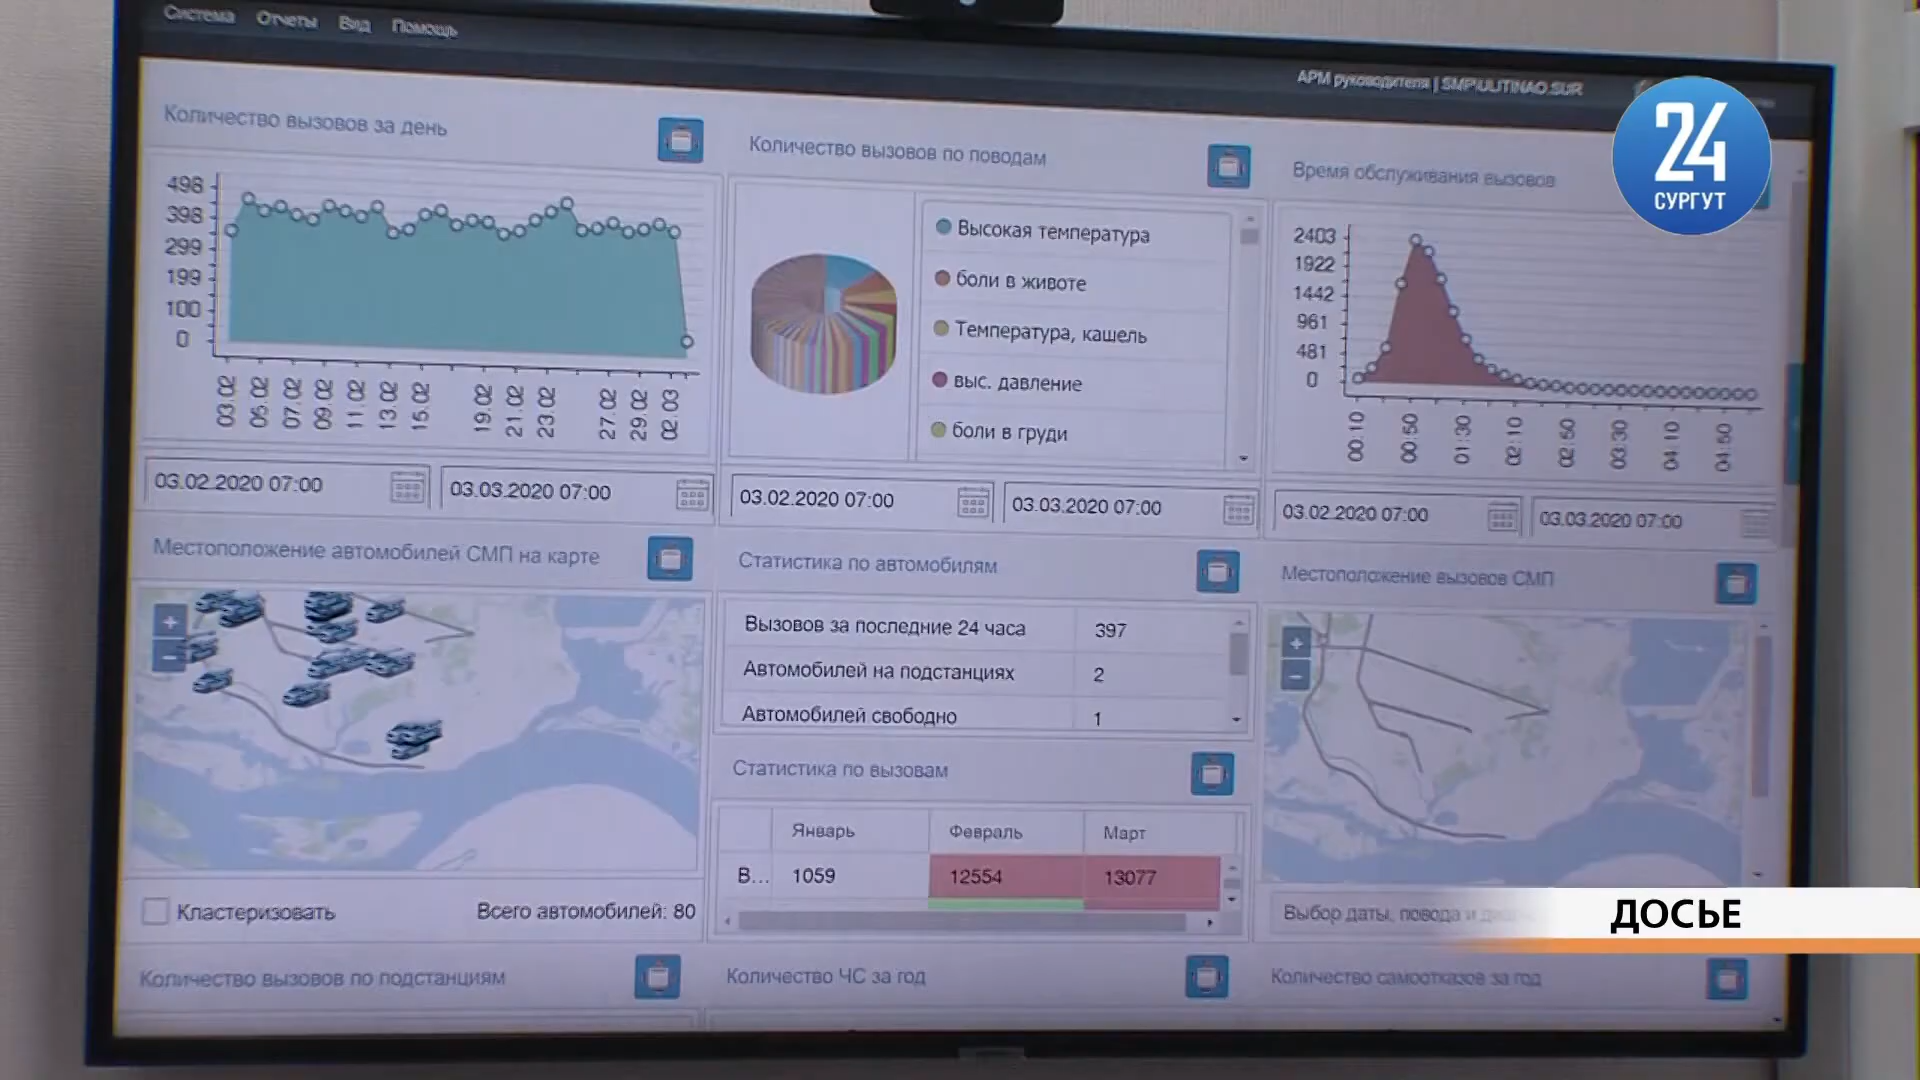 Система Отчеты Вид Помощь
АРМ руководителя | SMP\ULITINAO.SUR
24
СУРГУТ
Количество вызовов за день
498
398
299
199
100
0
03.02 05.02 07.02 09.02 11.02 13.02 15.02 19.02 21.02 23.02 27.02 29.02 02.03
03.02.2020 07:00 03.03.2020 07:00
Количество вызовов по поводам
Высокая температура
боли в животе
Температура, кашель
выс. давление
боли в груди
03.02.2020 07:00 03.03.2020 07:00
Время обслуживания вызовов
2403
1922
1442
961
481
0
00:10 00:50 01:30 02:10 02:50 03:30 04:10 04:50
03.02.2020 07:00 03.03.2020 07:00
Местоположение автомобилей СМП на карте
+
−
Кластеризовать Всего автомобилей: 80
Статистика по автомобилям
Вызовов за последние 24 часа 397
Автомобилей на подстанциях 2
Автомобилей свободно 1
Статистика по вызовам
Январь Февраль Март
В... 1059 12554 13077
Местоположение вызовов СМП
+
−
Выбор даты, повода и
ДОСЬЕ
Количество вызовов по подстанциям
Количество ЧС за год
Количество самоотказов за год